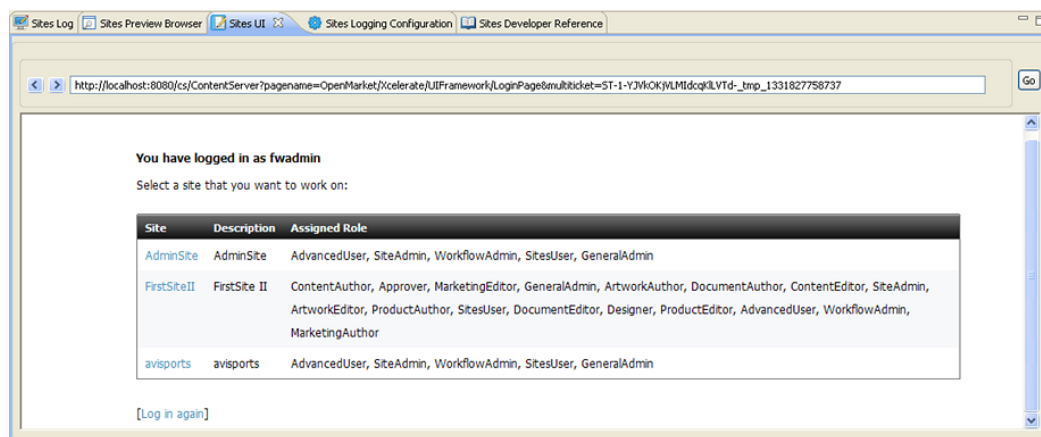 Sites Log Sites Preview Browser Sites UI Sites Logging Configuration Sites Developer Reference
http://localhost:8080/cs/ContentServer?pagename=OpenMarket/Xcelerate/UIFramework/LoginPage&multiticket=ST-1-YJVkOKjVLMIdcqKlLVTd-_tmp_1331827758737 Go
You have logged in as fwadmin
Select a site that you want to work on:
Site Description Assigned Role
AdminSite AdminSite AdvancedUser, SiteAdmin, WorkflowAdmin, SitesUser, GeneralAdmin
FirstSiteII FirstSite II ContentAuthor, Approver, MarketingEditor, GeneralAdmin, ArtworkAuthor, DocumentAuthor, ContentEditor, SiteAdmin,
ArtworkEditor, ProductAuthor, SitesUser, DocumentEditor, Designer, ProductEditor, AdvancedUser, WorkflowAdmin,
MarketingAuthor
avisports avisports AdvancedUser, SiteAdmin, WorkflowAdmin, SitesUser, GeneralAdmin
[Log in again]